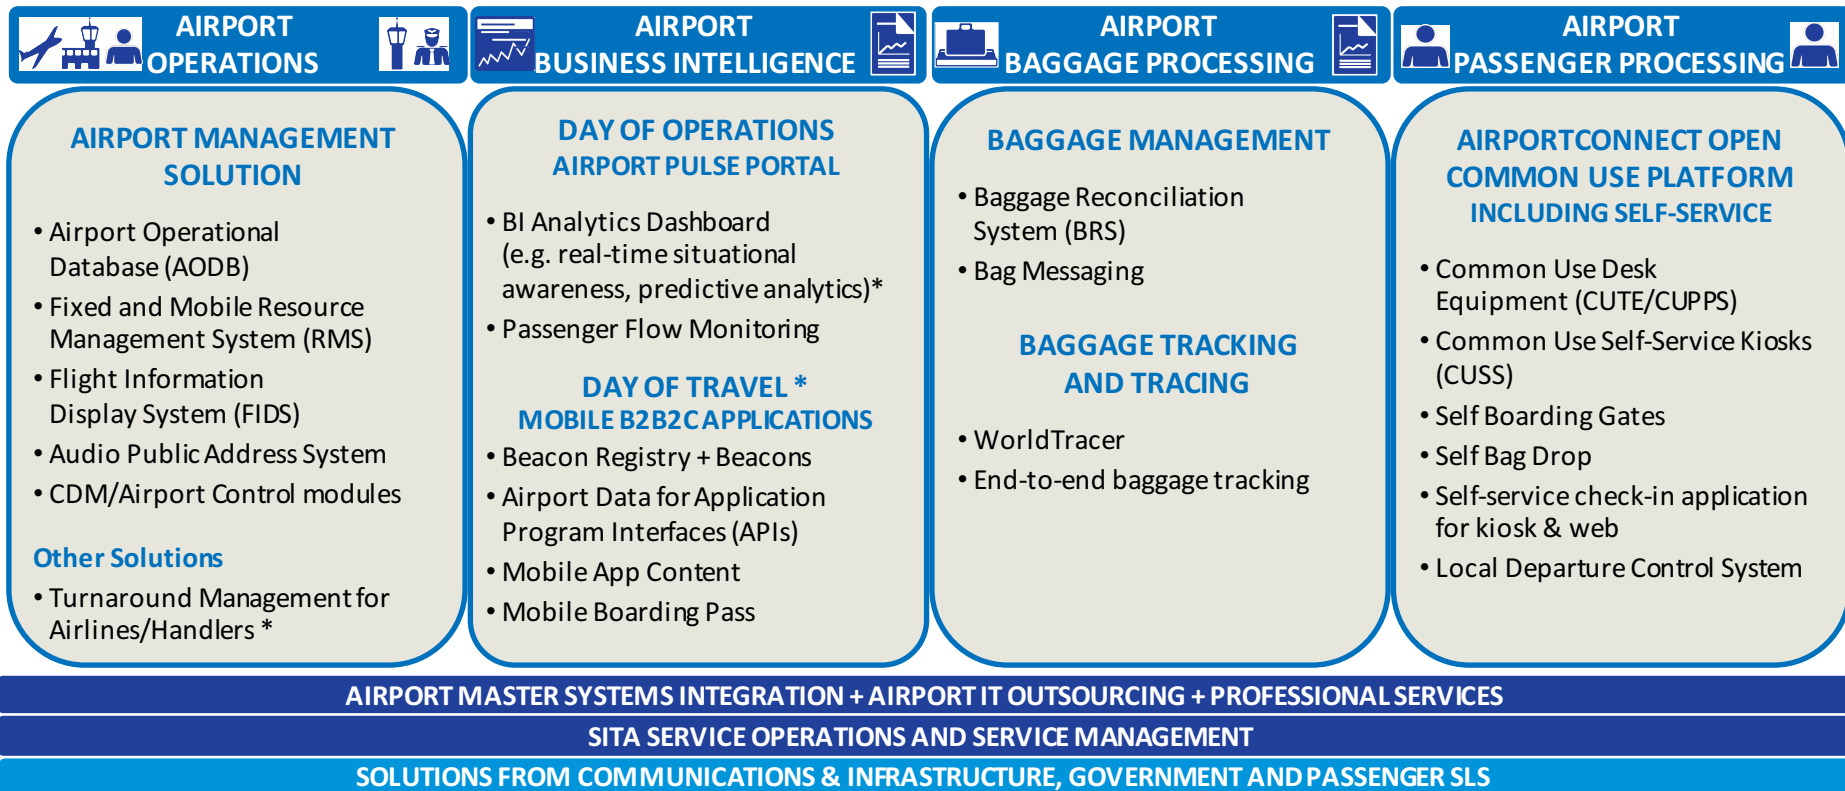 AIRPORT
OPERATIONS
AIRPORT MANAGEMENT
SOLUTION
• Airport Operational
Database (AODB)
• Fixed and Mobile Resource
Management System (RMS)
• Flight Information
Display System (FIDS)
• Audio Public Address System
• CDM/Airport Control modules
Other Solutions
• Turnaround Management for
Airlines/Handlers *
AIRPORT
BUSINESS INTELLIGENCE
DAY OF OPERATIONS
AIRPORT PULSE PORTAL
• BI Analytics Dashboard
(e.g. real-time situational
awareness, predictive analytics)*
• Passenger Flow Monitoring
DAY OF TRAVEL *
MOBILE B2B2C APPLICATIONS
• Beacon Registry + Beacons
• Airport Data for Application
Program Interfaces (APIs)
• Mobile App Content
• Mobile Boarding Pass
AIRPORT
BAGGAGE PROCESSING
BAGGAGE MANAGEMENT
• Baggage Reconciliation
System (BRS)
• Bag Messaging
BAGGAGE TRACKING
AND TRACING
• WorldTracer
• End-to-end baggage tracking
AIRPORT
PASSENGER PROCESSING
AIRPORTCONNECT OPEN
COMMON USE PLATFORM
INCLUDING SELF-SERVICE
• Common Use Desk
Equipment (CUTE/CUPPS)
• Common Use Self-Service Kiosks
(CUSS)
• Self Boarding Gates
• Self Bag Drop
• Self-service check-in application
for kiosk & web
• Local Departure Control System
AIRPORT MASTER SYSTEMS INTEGRATION + AIRPORT IT OUTSOURCING + PROFESSIONAL SERVICES
SITA SERVICE OPERATIONS AND SERVICE MANAGEMENT
SOLUTIONS FROM COMMUNICATIONS & INFRASTRUCTURE, GOVERNMENT AND PASSENGER SLS